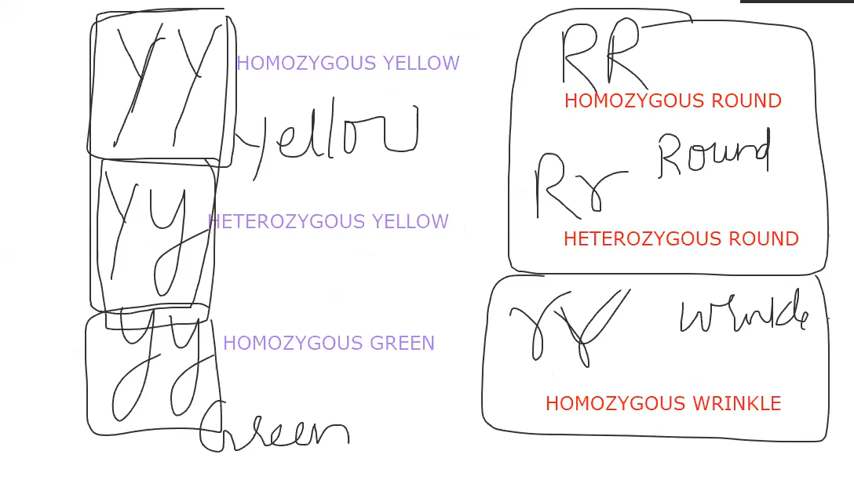 YY
HOMOZYGOUS YELLOW
Yellow
Yy
HETEROZYGOUS YELLOW
yy
HOMOZYGOUS GREEN
Green
RR
HOMOZYGOUS ROUND
Round
Rr
HETEROZYGOUS ROUND
rr
Wrinkle
HOMOZYGOUS WRINKLE